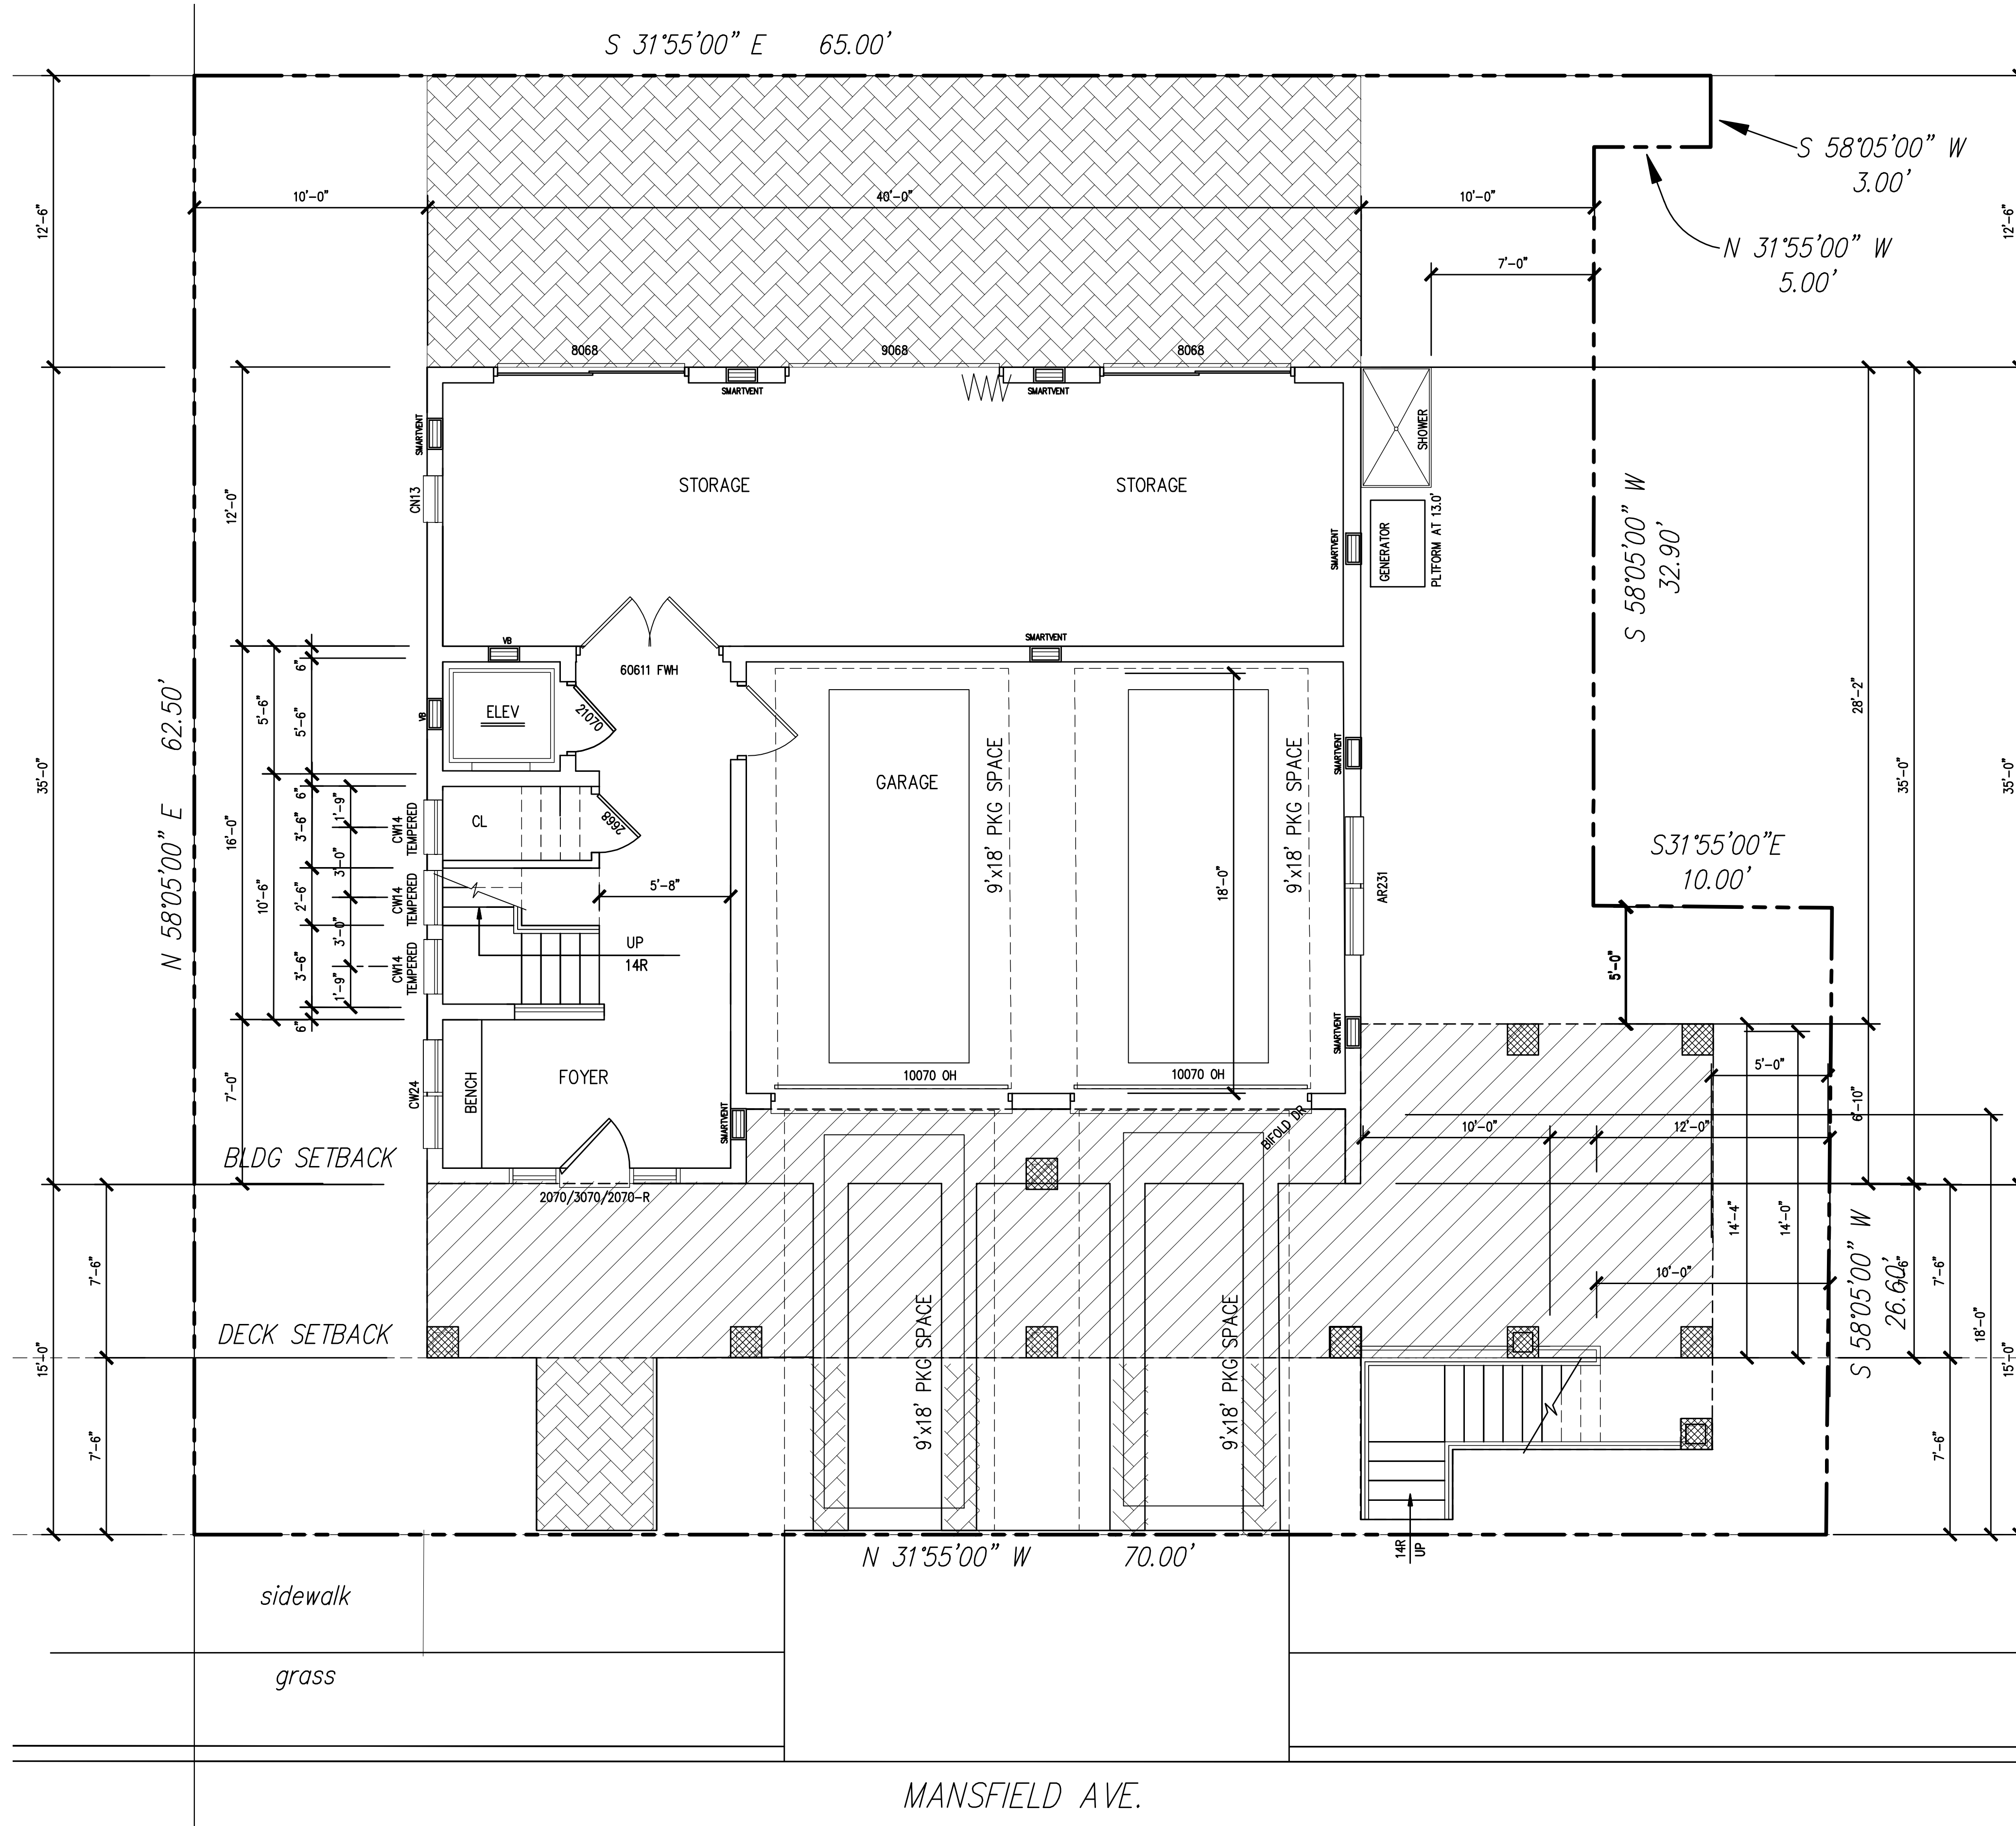 S 31°55'00" E 65.00'
S 58°05'00" W
3.00'
N 31°55'00" W
5.00'
12'-6"
10'-0"
40'-0"
10'-0"
12'-6"
7'-0"
8068
9068
8068
SMARTVENT
SMARTVENT
SMARTVENT
CN13
STORAGE
STORAGE
SHOWER
GENERATOR
PLTFORM AT 13.0'
SMARTVENT
S 58°05'00" W
32.90'
12'-0"
VB
SMARTVENT
60611 FWH
6"
5'-6"
5'-6"
VB
ELEV
21070
N 58°05'00" E 62.50'
35'-0"
16'-0"
10'-6"
6"
3'-6"
2'-6"
3'-6"
6"
1'-9"
3'-0"
3'-0"
1'-9"
CW14
TEMPERED
CW14
TEMPERED
CW14
TEMPERED
CL
2668
5'-8"
UP
14R
GARAGE
9'x18' PKG SPACE
9'x18' PKG SPACE
18'-0"
SMARTVENT
AR231
SMARTVENT
28'-2"
35'-0"
35'-0"
S31°55'00"E
10.00'
5'-0"
7'-0"
CW24
BENCH
FOYER
10070 OH
10070 OH
SMARTVENT
BIFOLD DR
5'-0"
6'-10"
10'-0"
12'-0"
BLDG SETBACK
2070/3070/2070-R
14'-4"
14'-0"
10'-0"
S 58°05'00" W
26.60'
7'-6"
7'-6"
18'-0"
15'-0"
7'-6"
DECK SETBACK
15'-0"
7'-6"
9'x18' PKG SPACE
9'x18' PKG SPACE
7'-6"
14R
UP
N 31°55'00" W 70.00'
sidewalk
grass
MANSFIELD AVE.